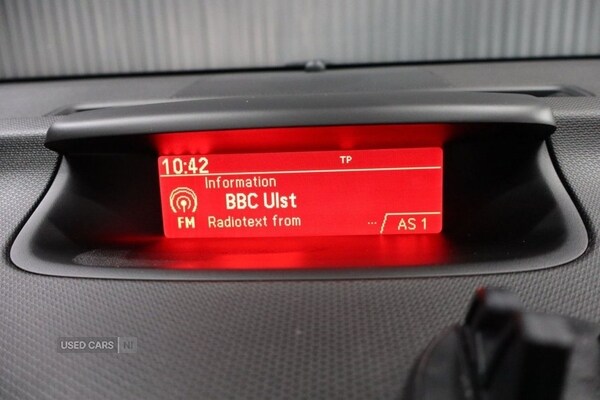 10:42 TP
Information
BBC Ulst
FM Radiotext from ... AS 1
USED CARS NI